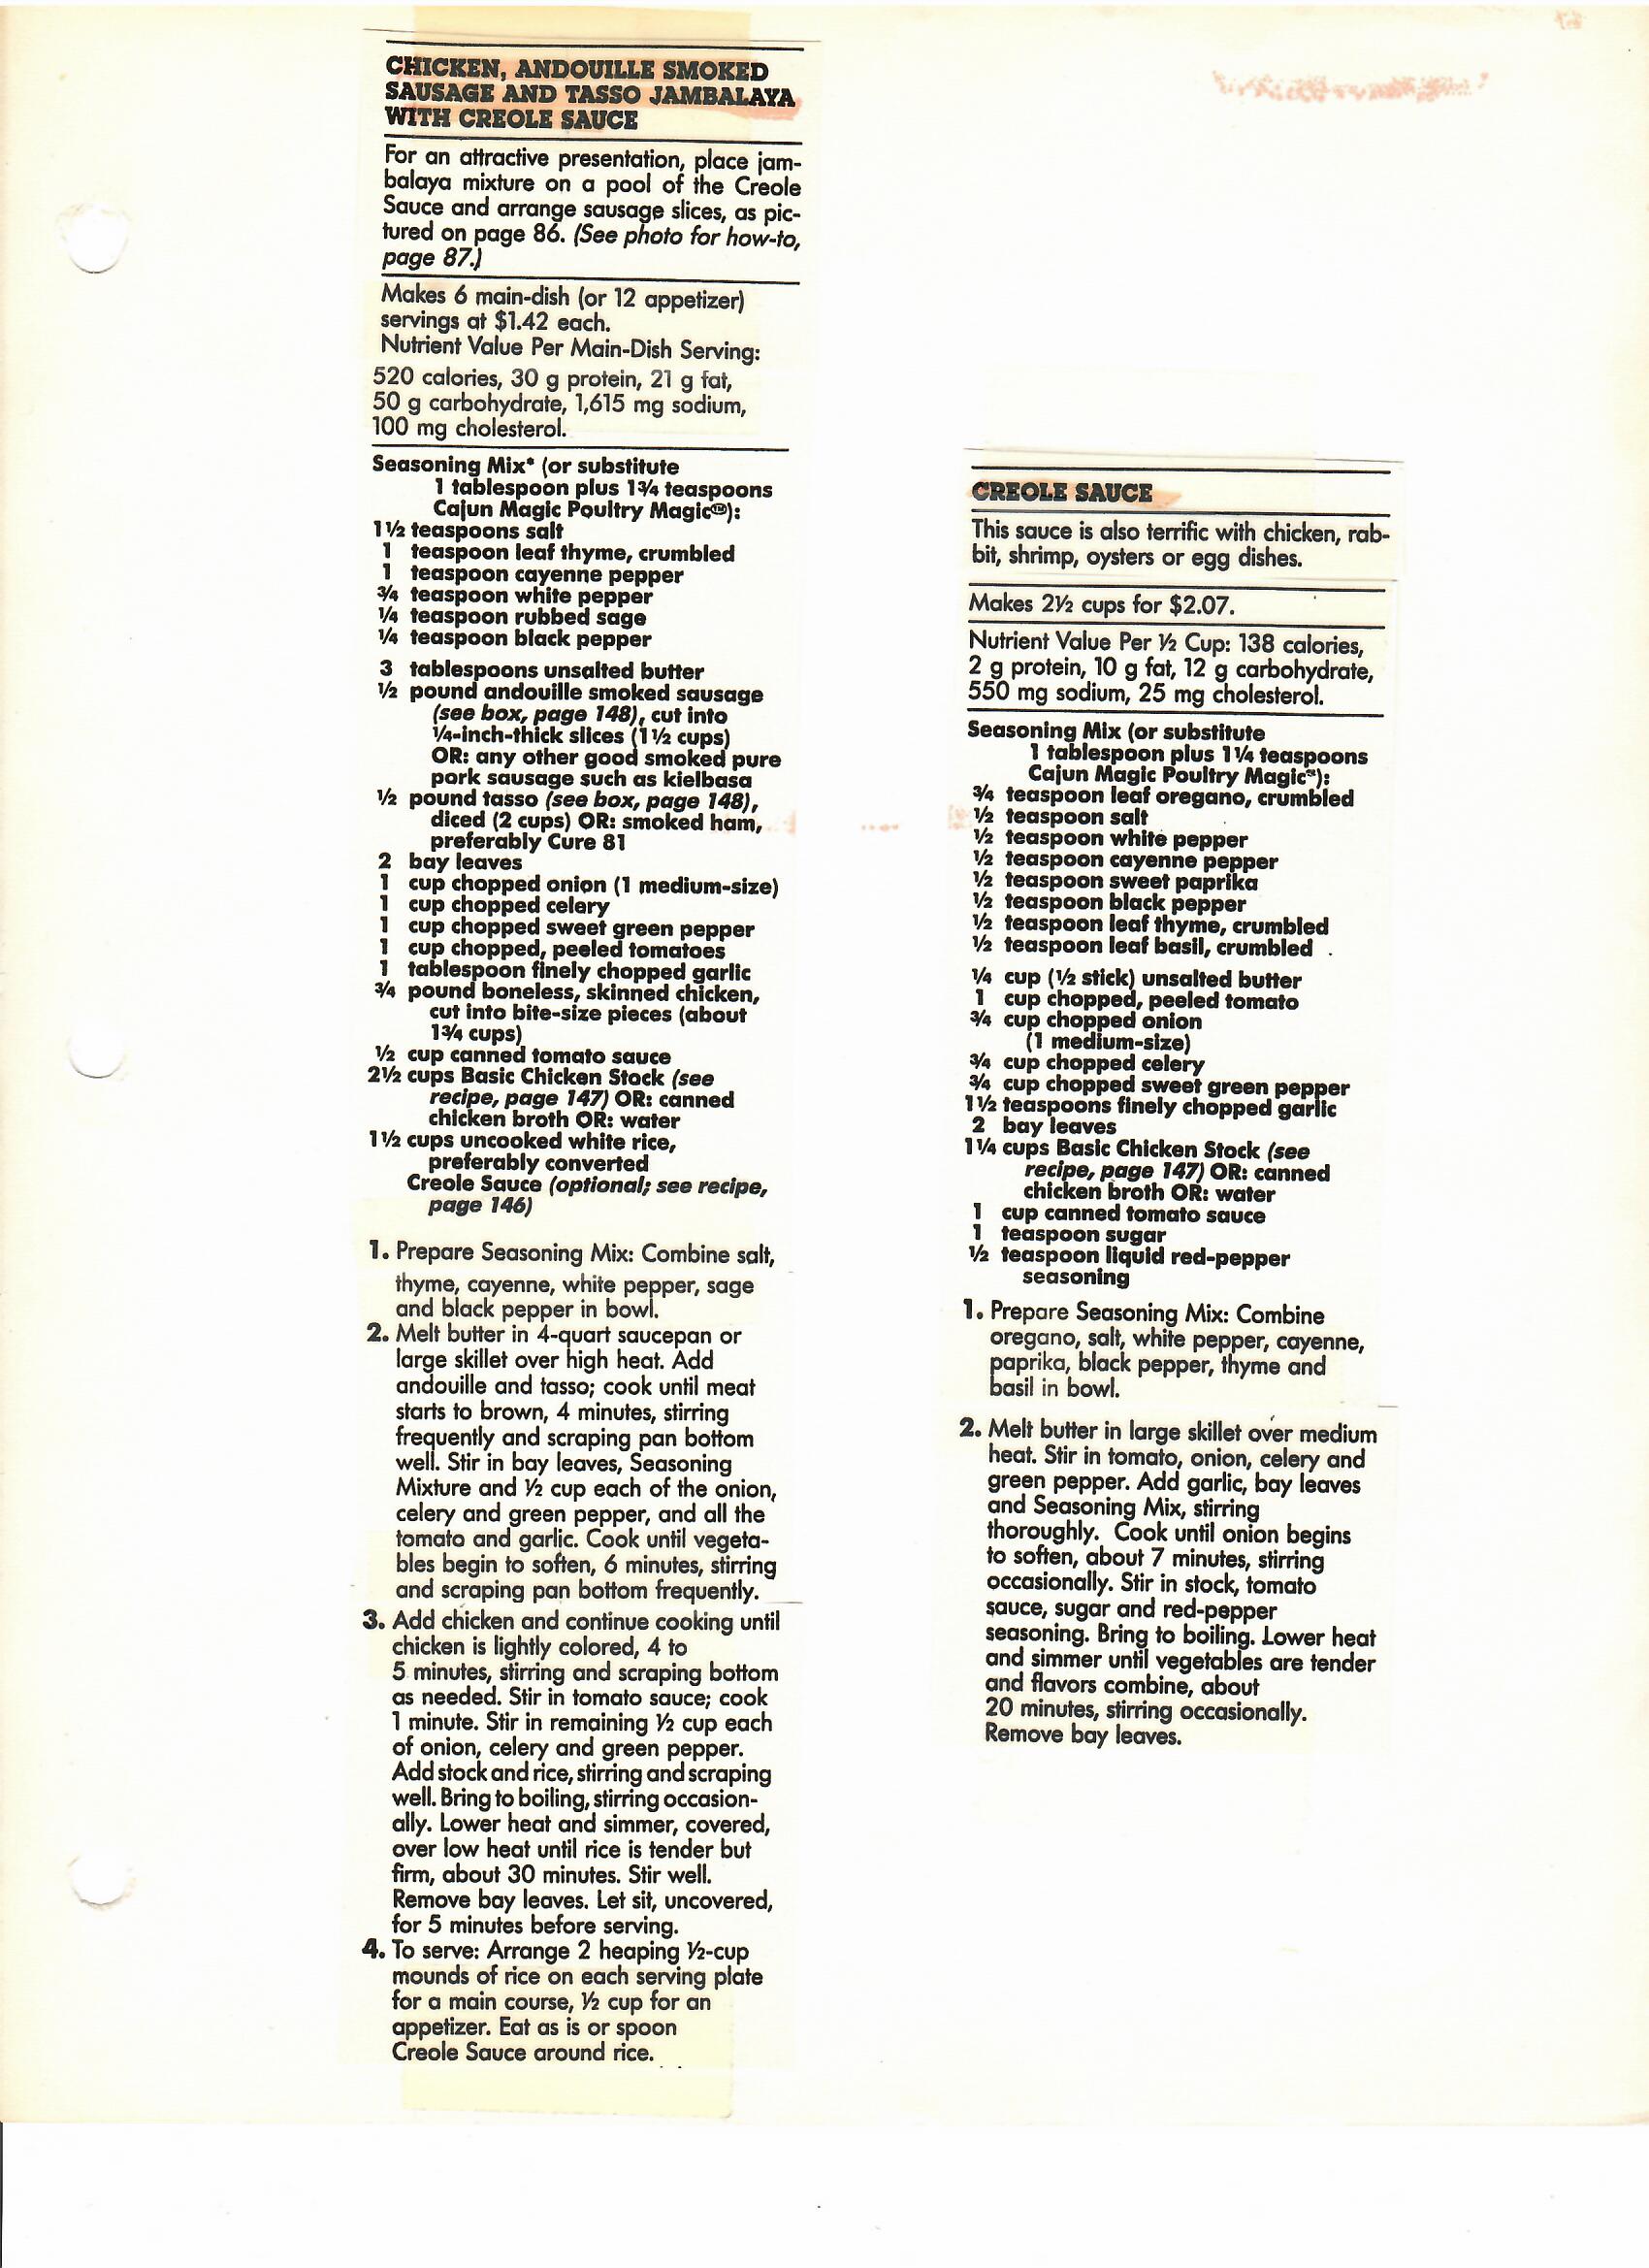 CHICKEN, ANDOUILLE SMOKED
SAUSAGE AND TASSO JAMBALAYA
WITH CREOLE SAUCE
For an attractive presentation, place jam-
balaya mixture on a pool of the Creole
Sauce and arrange sausage slices, as pic-
tured on page 86. (See photo for how-to,
page 87.)
Makes 6 main-dish (or 12 appetizer)
servings at $1.42 each.
Nutrient Value Per Main-Dish Serving:
520 calories, 30 g protein, 21 g fat,
50 g carbohydrate, 1,615 mg sodium,
100 mg cholesterol.
Seasoning Mix* (or substitute
1 tablespoon plus 1¾ teaspoons
Cajun Magic Poultry Magic™):
1½ teaspoons salt
1 teaspoon leaf thyme, crumbled
1 teaspoon cayenne pepper
¾ teaspoon white pepper
¼ teaspoon rubbed sage
¼ teaspoon black pepper
3 tablespoons unsalted butter
½ pound andouille smoked sausage
(see box, page 148), cut into
¼-inch-thick slices (1½ cups)
OR: any other good smoked pure
pork sausage such as kielbasa
½ pound tasso (see box, page 148),
diced (2 cups) OR: smoked ham,
preferably Cure 81
2 bay leaves
1 cup chopped onion (1 medium-size)
1 cup chopped celery
1 cup chopped sweet green pepper
1 cup chopped, peeled tomatoes
1 tablespoon finely chopped garlic
¾ pound boneless, skinned chicken,
cut into bite-size pieces (about
1¾ cups)
½ cup canned tomato sauce
2½ cups Basic Chicken Stock (see
recipe, page 147) OR: canned
chicken broth OR: water
1½ cups uncooked white rice,
preferably converted
Creole Sauce (optional; see recipe,
page 146)
1. Prepare Seasoning Mix: Combine salt,
thyme, cayenne, white pepper, sage
and black pepper in bowl.
2. Melt butter in 4-quart saucepan or
large skillet over high heat. Add
andouille and tasso; cook until meat
starts to brown, 4 minutes, stirring
frequently and scraping pan bottom
well. Stir in bay leaves, Seasoning
Mixture and ½ cup each of the onion,
celery and green pepper, and all the
tomato and garlic. Cook until vegeta-
bles begin to soften, 6 minutes, stirring
and scraping pan bottom frequently.
3. Add chicken and continue cooking until
chicken is lightly colored, 4 to
5 minutes, stirring and scraping bottom
as needed. Stir in tomato sauce; cook
1 minute. Stir in remaining ½ cup each
of onion, celery and green pepper.
Add stock and rice, stirring and scraping
well. Bring to boiling, stirring occasion-
ally. Lower heat and simmer, covered,
over low heat until rice is tender but
firm, about 30 minutes. Stir well.
Remove bay leaves. Let sit, uncovered,
for 5 minutes before serving.
4. To serve: Arrange 2 heaping ½-cup
mounds of rice on each serving plate
for a main course, ½ cup for an
appetizer. Eat as is or spoon
Creole Sauce around rice.
CREOLE SAUCE
This sauce is also terrific with chicken, rab-
bit, shrimp, oysters or egg dishes.
Makes 2½ cups for $2.07.
Nutrient Value Per ½ Cup: 138 calories,
2 g protein, 10 g fat, 12 g carbohydrate,
550 mg sodium, 25 mg cholesterol.
Seasoning Mix (or substitute
1 tablespoon plus 1¼ teaspoons
Cajun Magic Poultry Magic™):
¾ teaspoon leaf oregano, crumbled
½ teaspoon salt
½ teaspoon white pepper
½ teaspoon cayenne pepper
½ teaspoon sweet paprika
½ teaspoon black pepper
½ teaspoon leaf thyme, crumbled
½ teaspoon leaf basil, crumbled
¼ cup (½ stick) unsalted butter
1 cup chopped, peeled tomato
¾ cup chopped onion
(1 medium-size)
¾ cup chopped celery
¾ cup chopped sweet green pepper
1½ teaspoons finely chopped garlic
2 bay leaves
1¼ cups Basic Chicken Stock (see
recipe, page 147) OR: canned
chicken broth OR: water
1 cup canned tomato sauce
1 teaspoon sugar
½ teaspoon liquid red-pepper
seasoning
1. Prepare Seasoning Mix: Combine
oregano, salt, white pepper, cayenne,
paprika, black pepper, thyme and
basil in bowl.
2. Melt butter in large skillet over medium
heat. Stir in tomato, onion, celery and
green pepper. Add garlic, bay leaves
and Seasoning Mix, stirring
thoroughly. Cook until onion begins
to soften, about 7 minutes, stirring
occasionally. Stir in stock, tomato
sauce, sugar and red-pepper
seasoning. Bring to boiling. Lower heat
and simmer until vegetables are tender
and flavors combine, about
20 minutes, stirring occasionally.
Remove bay leaves.